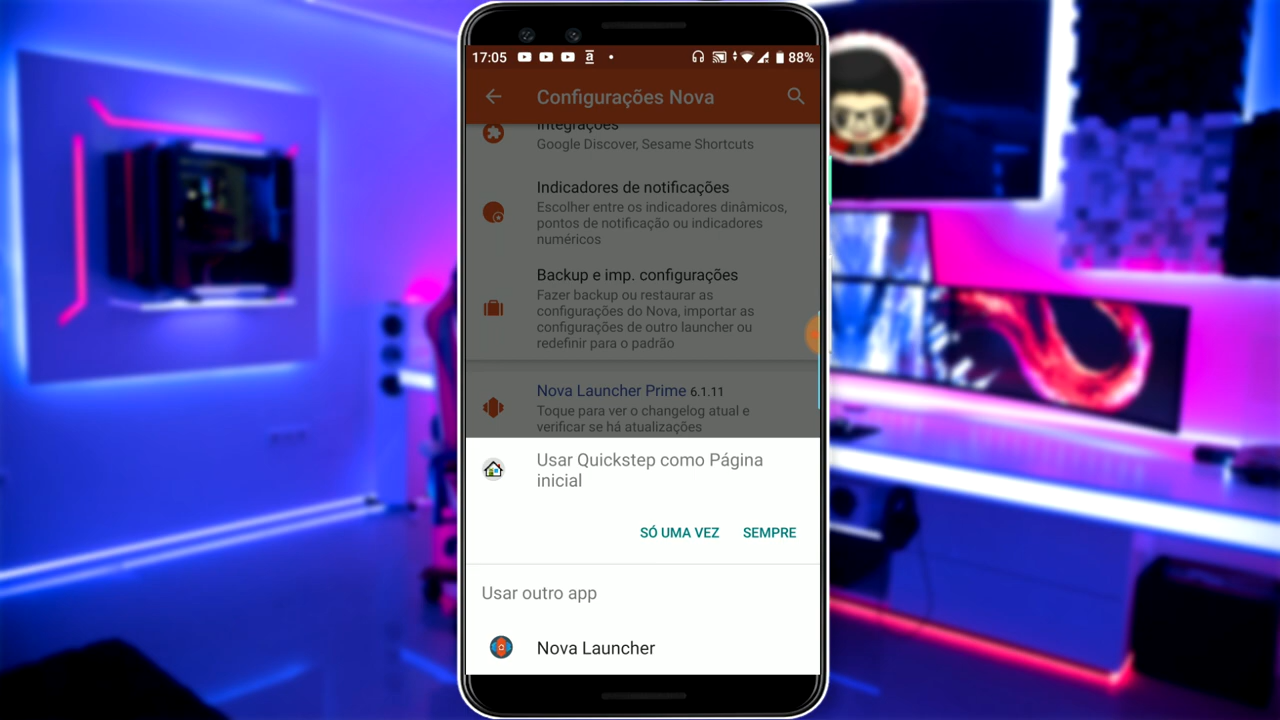 17:05
a
88%
Configurações Nova
Integrações
Google Discover, Sesame Shortcuts
Indicadores de notificações
Escolher entre os indicadores dinâmicos,
pontos de notificação ou indicadores
numéricos
Backup e imp. configurações
Fazer backup ou restaurar as
configurações do Nova, importar as
configurações de outro launcher ou
redefinir para o padrão
Nova Launcher Prime 6.1.11
Toque para ver o changelog atual e
verificar se há atualizações
Usar Quickstep como Página
inicial
SÓ UMA VEZ SEMPRE
Usar outro app
Nova Launcher